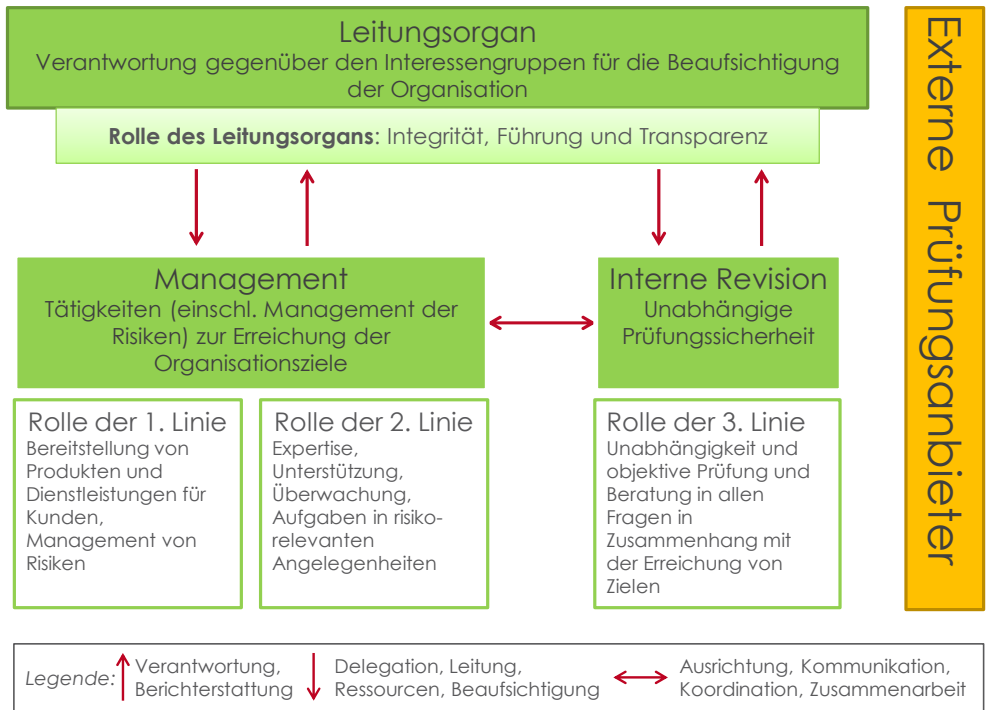 Leitungsorgan
Verantwortung gegenüber den Interessengruppen für die Beaufsichtigung
der Organisation
Rolle des Leitungsorgans: Integrität, Führung und Transparenz
Management
Tätigkeiten (einschl. Management der
Risiken) zur Erreichung der
Organisationsziele
Interne Revision
Unabhängige
Prüfungssicherheit
Rolle der 1. Linie
Bereitstellung von
Produkten und
Dienstleistungen für
Kunden,
Management von
Risiken
Rolle der 2. Linie
Expertise,
Unterstützung,
Überwachung,
Aufgaben in risiko-
relevanten
Angelegenheiten
Rolle der 3. Linie
Unabhängigkeit und
objektive Prüfung und
Beratung in allen
Fragen in
Zusammenhang mit
der Erreichung von
Zielen
Externe Prüfungsanbieter
Legende:
Verantwortung,
Berichterstattung
Delegation, Leitung,
Ressourcen, Beaufsichtigung
Ausrichtung, Kommunikation,
Koordination, Zusammenarbeit